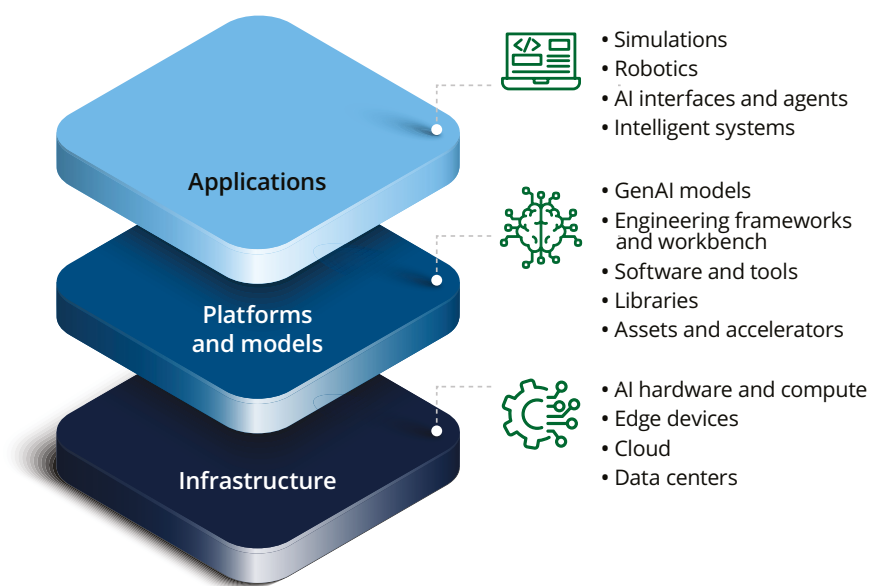 Applications
• Simulations
• Robotics
• AI interfaces and agents
• Intelligent systems
Platforms
and models
• GenAI models
• Engineering frameworks
and workbench
• Software and tools
• Libraries
• Assets and accelerators
Infrastructure
• AI hardware and compute
• Edge devices
• Cloud
• Data centers